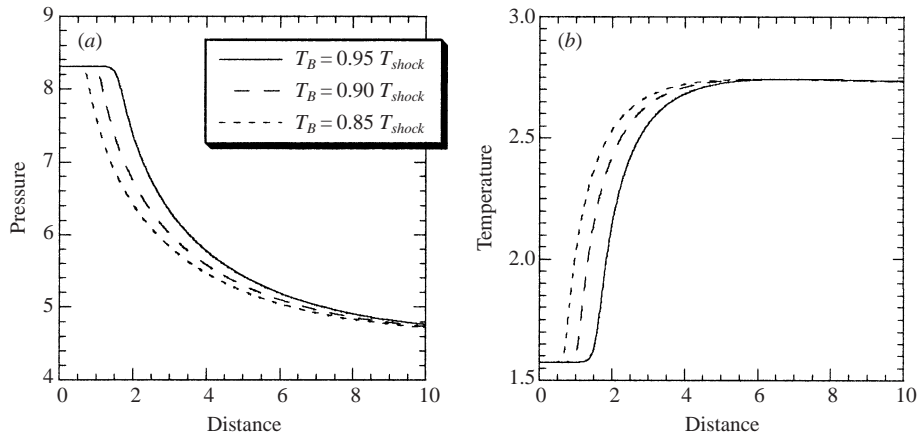 9
8
7
6
5
4
Pressure
(a)
T_B = 0.95 T_shock
T_B = 0.90 T_shock
T_B = 0.85 T_shock
0 2 4 6 8 10
Distance
3.0
2.5
2.0
1.5
Temperature
(b)
0 2 4 6 8 10
Distance